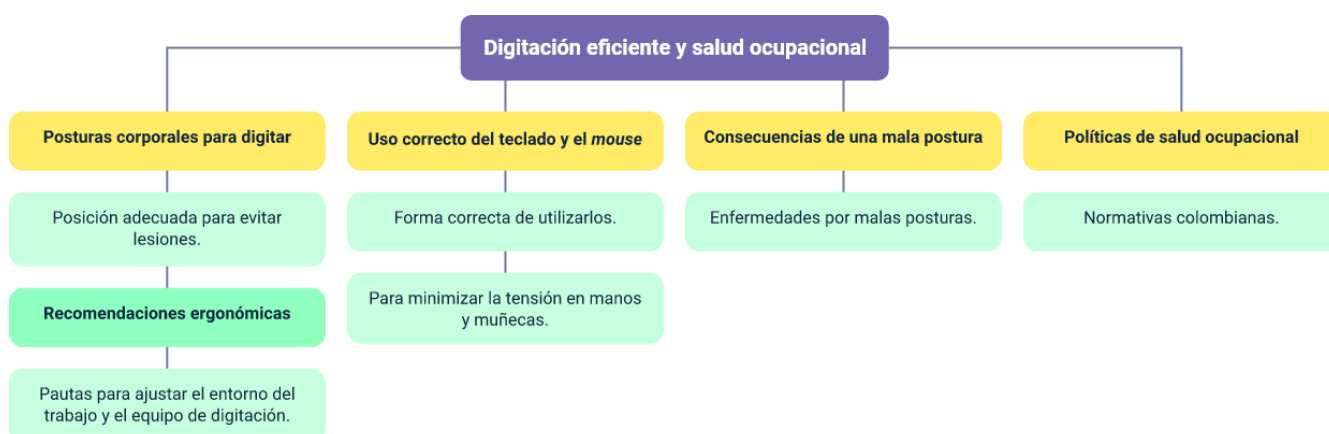 Digitación eficiente y salud ocupacional
Posturas corporales para digitar
Posición adecuada para evitar
lesiones.
Recomendaciones ergonómicas
Pautas para ajustar el entorno del
trabajo y el equipo de digitación.
Uso correcto del teclado y el mouse
Forma correcta de utilizarlos.
Para minimizar la tensión en manos
y muñecas.
Consecuencias de una mala postura
Enfermedades por malas posturas.
Políticas de salud ocupacional
Normativas colombianas.